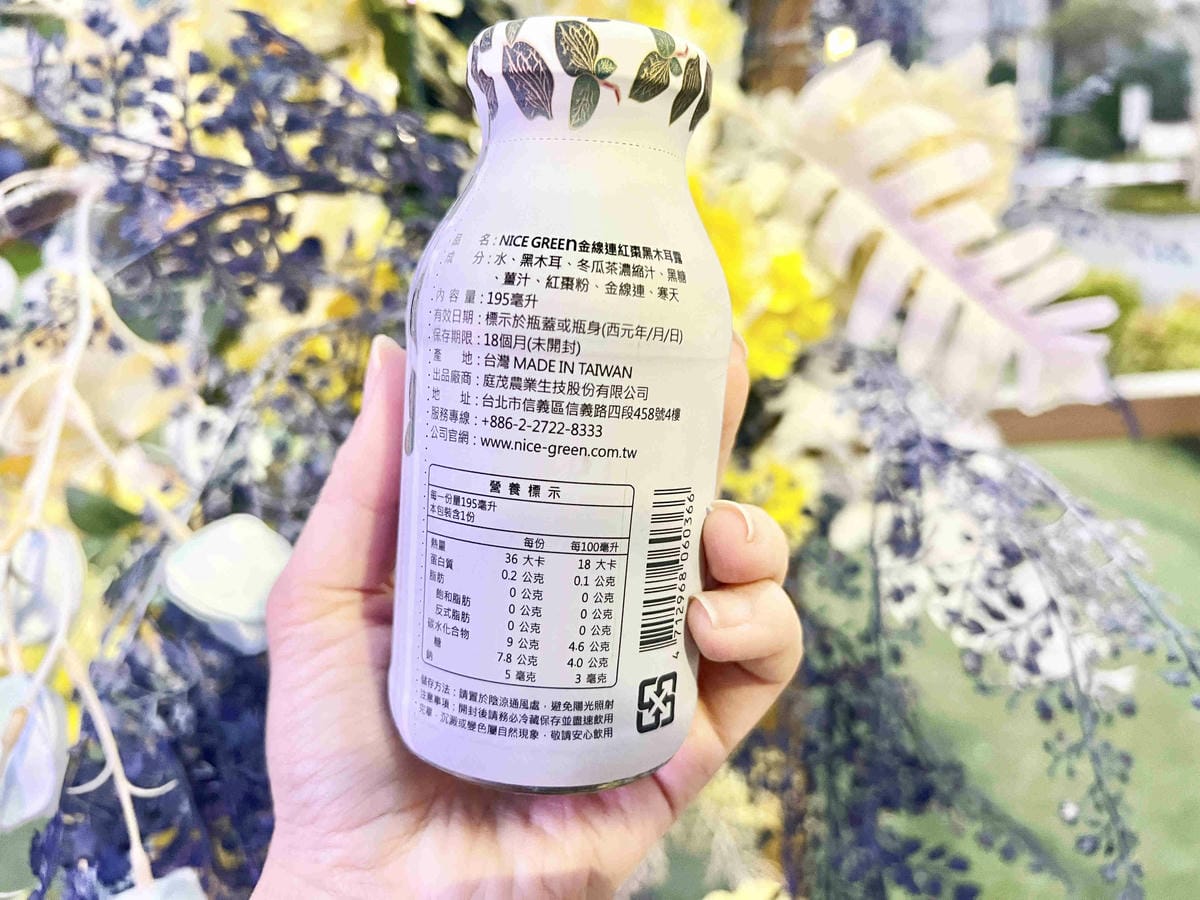 品 名：NICE GREEn金線連紅棗黑木耳露
成 分：水、黑木耳、冬瓜茶濃縮汁、黑糖
、薑汁、紅棗粉、金線連、寒天
內 容 量：195毫升
有效日期：標示於瓶蓋或瓶身(西元年/月/日)
保存期限：18個月(未開封)
產 地：台灣 MADE IN TAIWAN
出品廠商：庭茂農業生技股份有限公司
地 址：台北市信義區信義路四段458號4樓
服務專線：+886-2-2722-8333
公司官網：www.nice-green.com.tw
營 養 標 示
每一份量195毫升
本包裝含1份
每份 每100毫升
熱量 36 大卡 18 大卡
蛋白質 0.2 公克 0.1 公克
脂肪 0 公克 0 公克
飽和脂肪 0 公克 0 公克
反式脂肪 0 公克 0 公克
碳水化合物 9 公克 4.6 公克
糖 7.8 公克 4.0 公克
鈉 5 毫克 3 毫克
儲存方法：請置於陰涼通風處，避免陽光照射
注意事項：開封後請務必冷藏保存並盡速飲用
完畢，沉澱或變色屬自然現象，敬請安心飲用
4 712968 060366